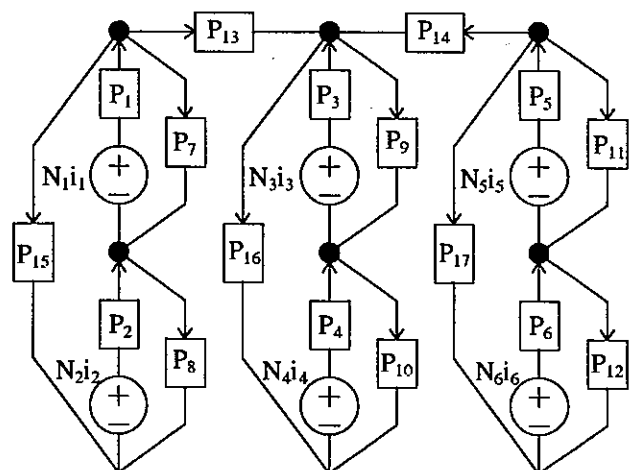 P₁₃ P₁₄
P₁ P₃ P₅
P₇ P₉ P₁₁
N₁i₁ + − N₃i₃ + − N₅i₅ + −
P₁₅ P₁₆ P₁₇
P₂ P₄ P₆
P₈ P₁₀ P₁₂
N₂i₂ + − N₄i₄ + − N₆i₆ + −